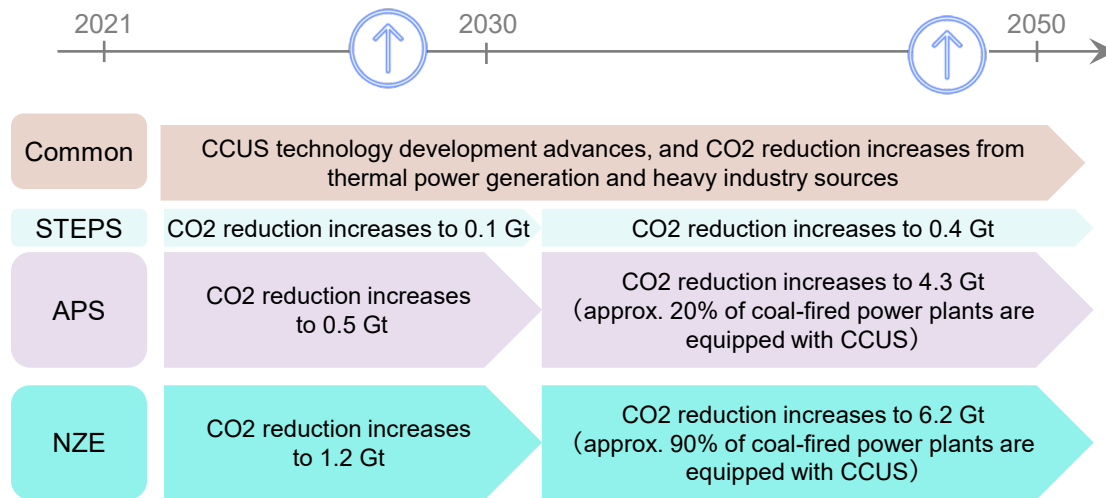 2021
2030
2050
Common
CCUS technology development advances, and CO2 reduction increases from
thermal power generation and heavy industry sources
STEPS
CO2 reduction increases to 0.1 Gt
CO2 reduction increases to 0.4 Gt
APS
CO2 reduction increases
to 0.5 Gt
CO2 reduction increases to 4.3 Gt
（approx. 20% of coal-fired power plants are
equipped with CCUS）
NZE
CO2 reduction increases
to 1.2 Gt
CO2 reduction increases to 6.2 Gt
（approx. 90% of coal-fired power plants are
equipped with CCUS）